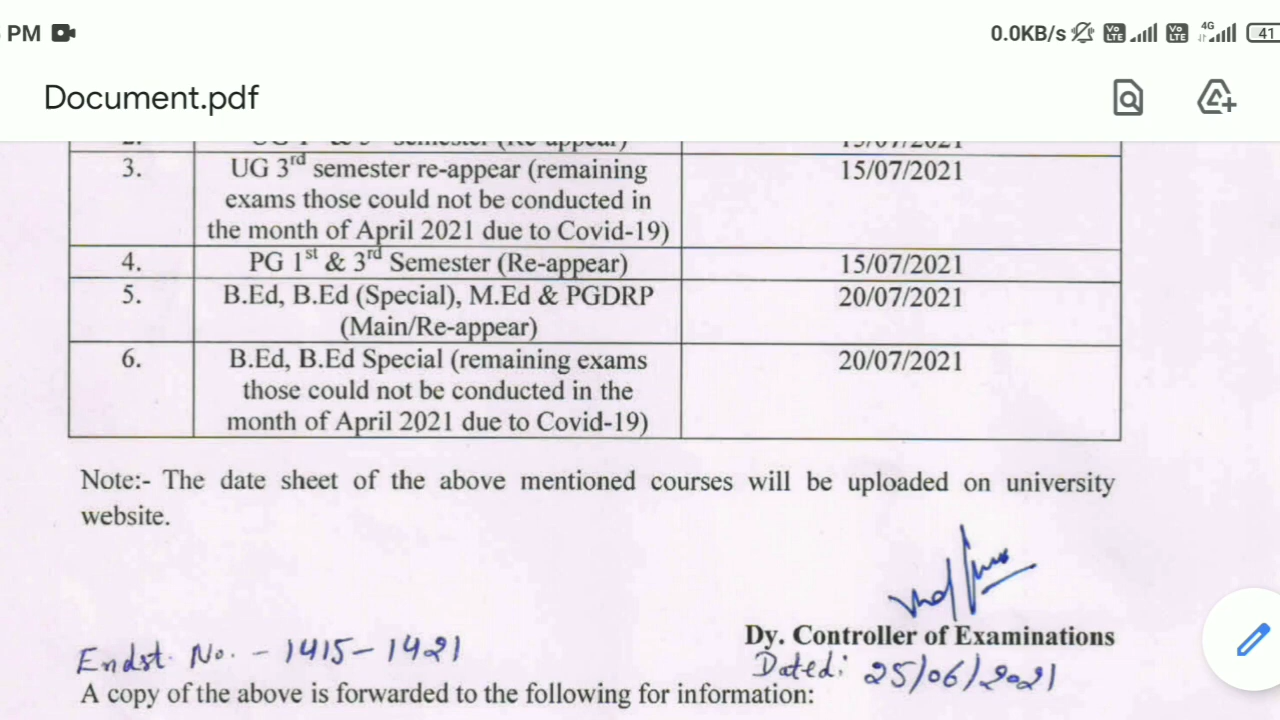 PM
0.0KB/s Vo LTE Vo LTE 4G 41
Document.pdf
3. UG 3rd semester re-appear (remaining 15/07/2021
exams those could not be conducted in
the month of April 2021 due to Covid-19)
4. PG 1st & 3rd Semester (Re-appear) 15/07/2021
5. B.Ed, B.Ed (Special), M.Ed & PGDRP 20/07/2021
(Main/Re-appear)
6. B.Ed, B.Ed Special (remaining exams 20/07/2021
those could not be conducted in the
month of April 2021 due to Covid-19)
Note:- The date sheet of the above mentioned courses will be uploaded on university
website.
Dy. Controller of Examinations
Endst. No. - 1415-1421
Dated: 25/06/2021
A copy of the above is forwarded to the following for information: